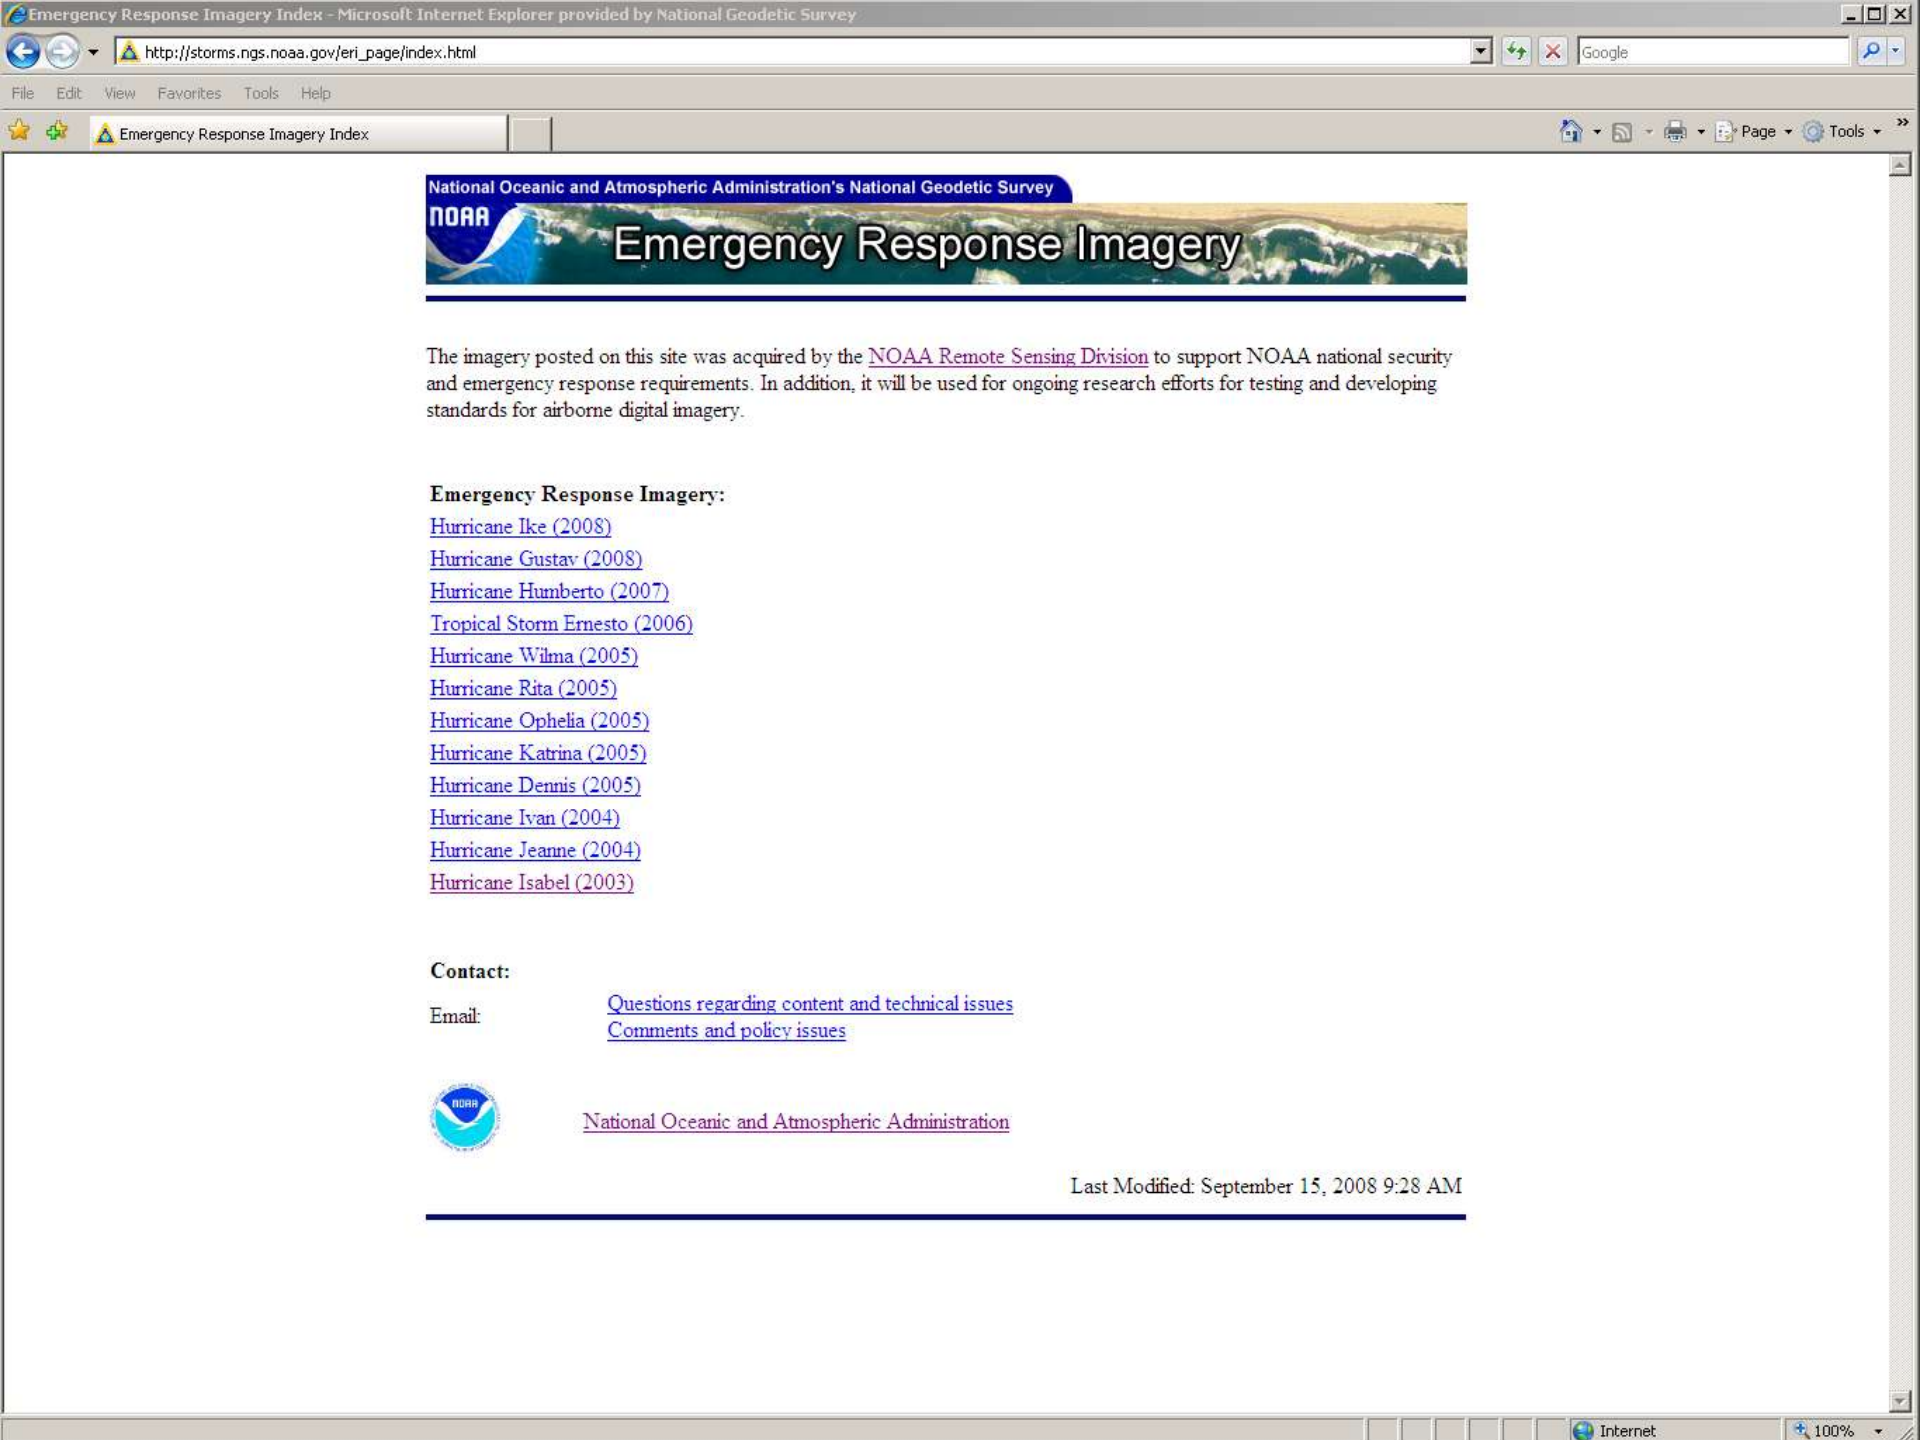 Emergency Response Imagery Index - Microsoft Internet Explorer provided by National Geodetic Survey
http://storms.ngs.noaa.gov/eri_page/index.html
Google
File Edit View Favorites Tools Help
Emergency Response Imagery Index
Page
Tools
National Oceanic and Atmospheric Administration's National Geodetic Survey
NOAA
Emergency Response Imagery
The imagery posted on this site was acquired by the NOAA Remote Sensing Division to support NOAA national security
and emergency response requirements. In addition, it will be used for ongoing research efforts for testing and developing
standards for airborne digital imagery.
Emergency Response Imagery:
Hurricane Ike (2008)
Hurricane Gustav (2008)
Hurricane Humberto (2007)
Tropical Storm Ernesto (2006)
Hurricane Wilma (2005)
Hurricane Rita (2005)
Hurricane Ophelia (2005)
Hurricane Katrina (2005)
Hurricane Dennis (2005)
Hurricane Ivan (2004)
Hurricane Jeanne (2004)
Hurricane Isabel (2003)
Contact:
Email:
Questions regarding content and technical issues
Comments and policy issues
NOAA
National Oceanic and Atmospheric Administration
Last Modified: September 15, 2008 9:28 AM
Internet
100%